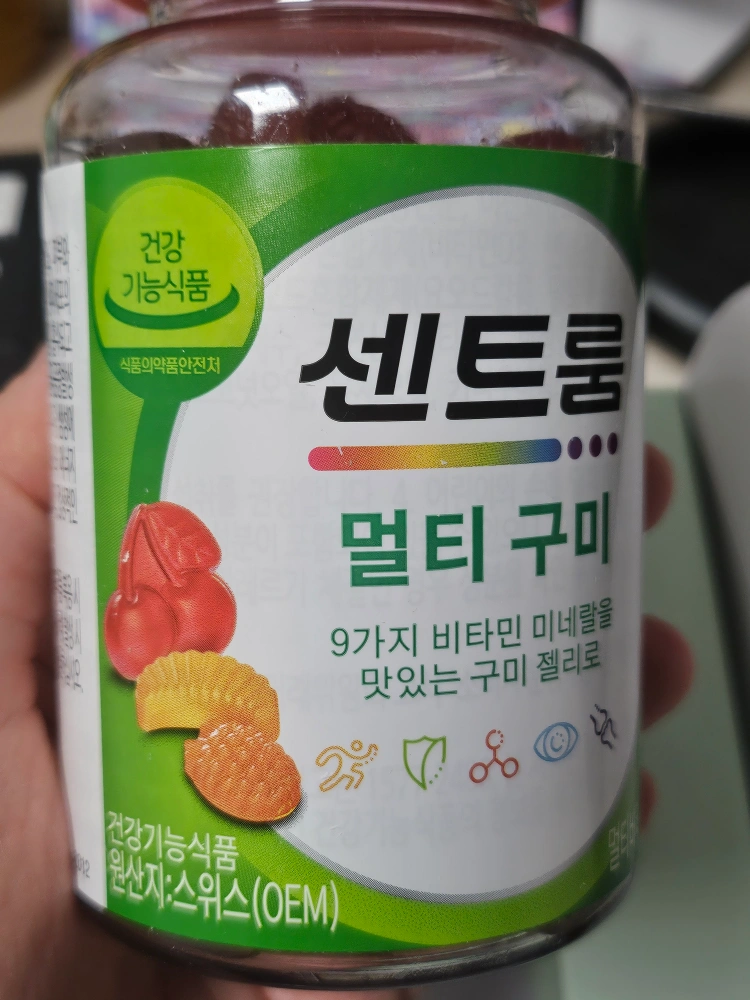 건강
기능식품
식품의약품안전처
센트룸
멀티 구미
9가지 비타민 미네랄을
맛있는 구미 젤리로
건강기능식품
원산지:스위스(OEM)
멀티